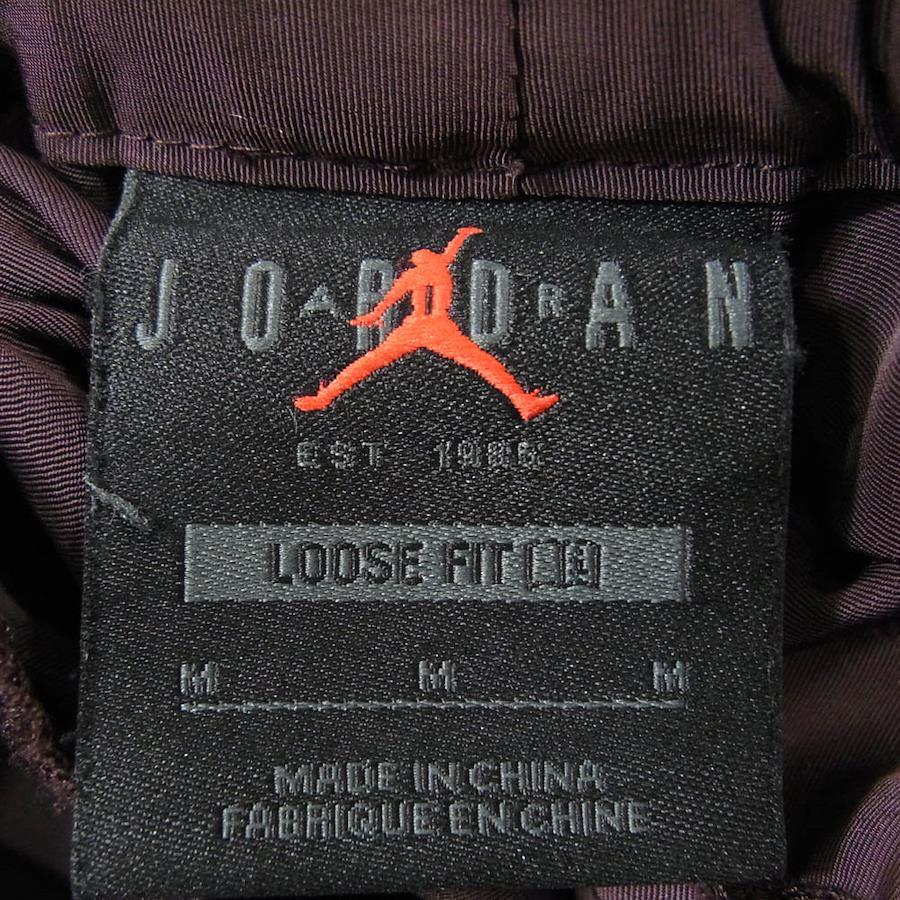 JORDAN
AIR
EST 1985
LOOSE FIT
M M M
MADE IN CHINA
FABRIQUE EN CHINE